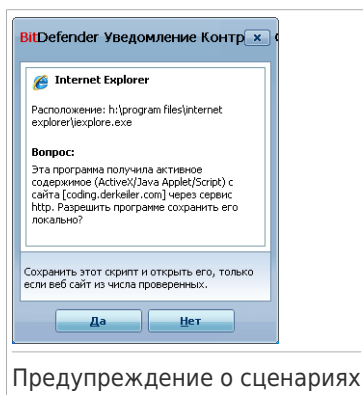 BitDefender Уведомление Контр
Internet Explorer
Расположение: h:\program files\internet
explorer\iexplore.exe
Вопрос:
Эта программа получила активное
содержимое (ActiveX/Java Applet/Script) с
сайта [coding.derkeiler.com] через сервис
http. Разрешить программе сохранить его
локально?
Сохранить этот скрипт и открыть его, только
если веб сайт из числа проверенных.
Да Нет
Предупреждение о сценариях